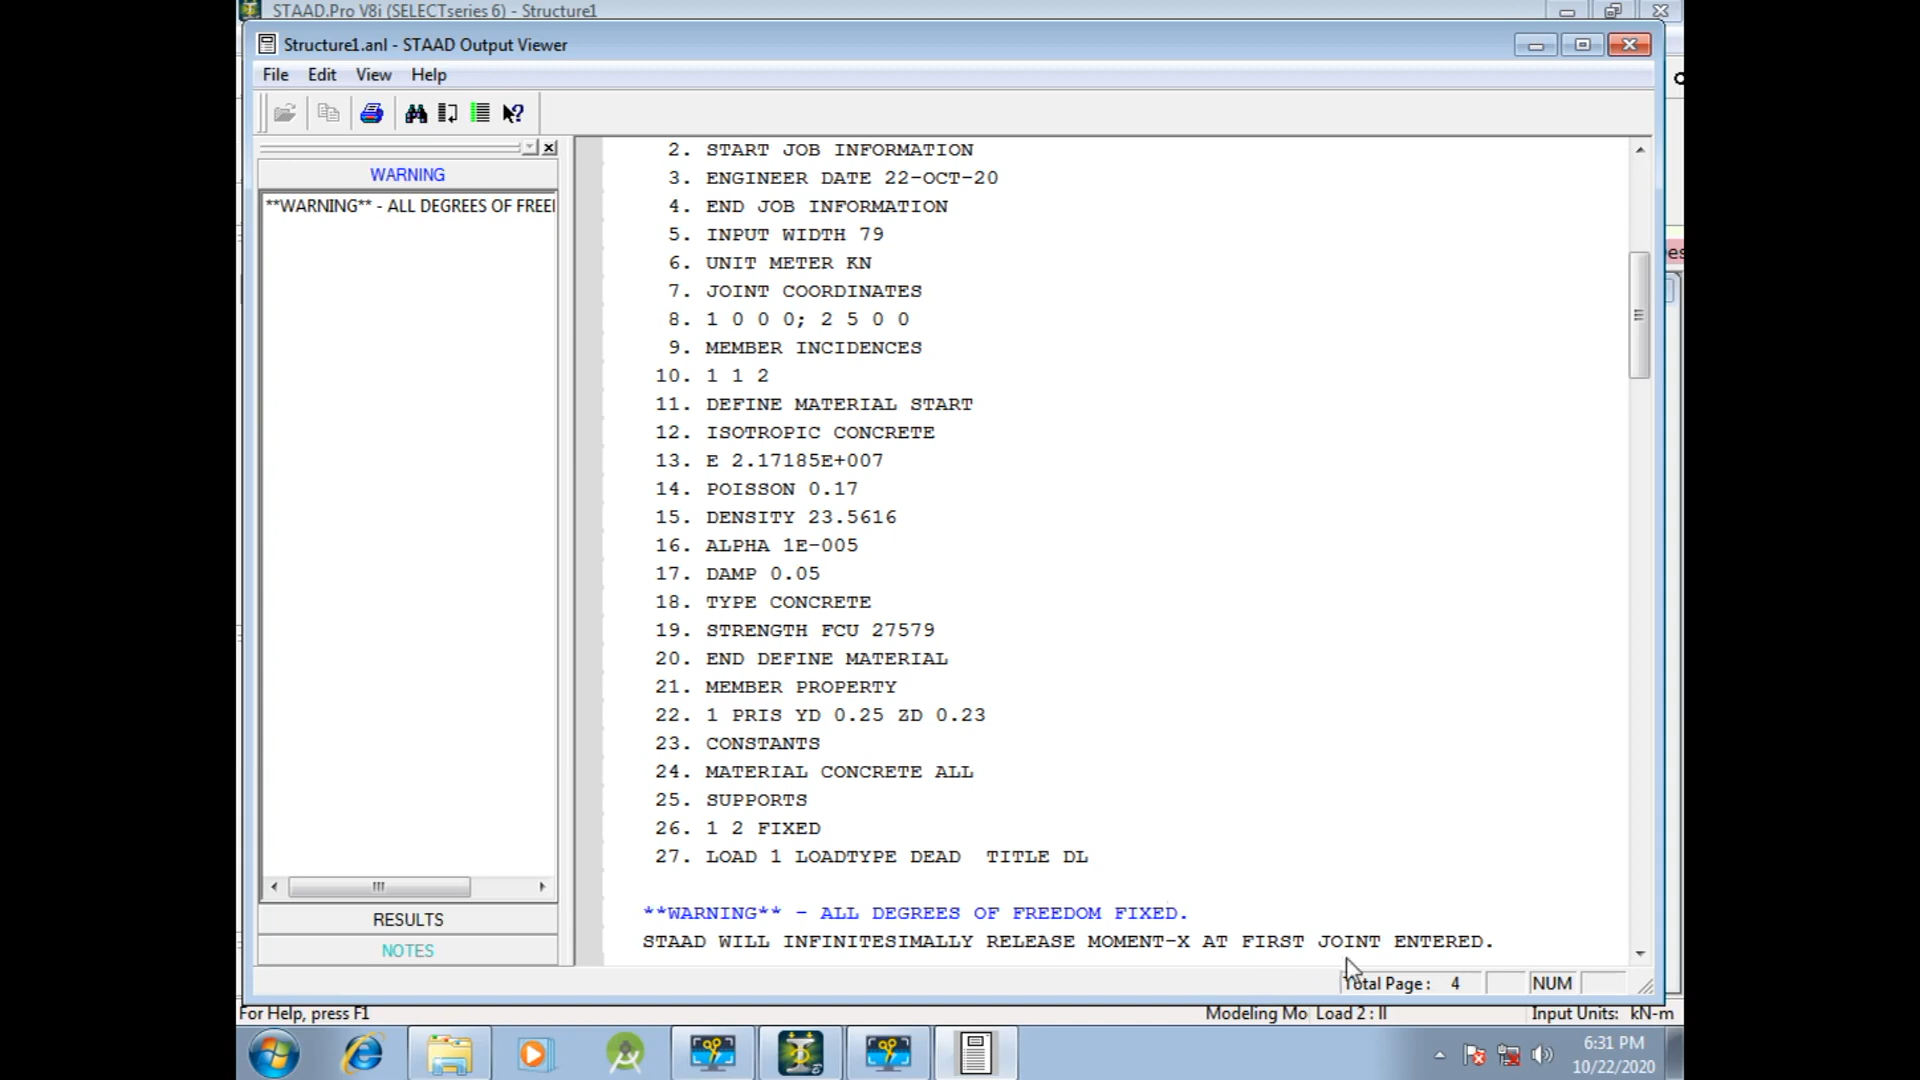 STAAD.Pro V8i (SELECTseries 6) - Structure1
Structure1.anl - STAAD Output Viewer
File Edit View Help
WARNING
**WARNING** - ALL DEGREES OF FREE
2. START JOB INFORMATION
3. ENGINEER DATE 22-OCT-20
4. END JOB INFORMATION
5. INPUT WIDTH 79
6. UNIT METER KN
7. JOINT COORDINATES
8. 1 0 0 0; 2 5 0 0
9. MEMBER INCIDENCES
10. 1 1 2
11. DEFINE MATERIAL START
12. ISOTROPIC CONCRETE
13. E 2.17185E+007
14. POISSON 0.17
15. DENSITY 23.5616
16. ALPHA 1E-005
17. DAMP 0.05
18. TYPE CONCRETE
19. STRENGTH FCU 27579
20. END DEFINE MATERIAL
21. MEMBER PROPERTY
22. 1 PRIS YD 0.25 ZD 0.23
23. CONSTANTS
24. MATERIAL CONCRETE ALL
25. SUPPORTS
26. 1 2 FIXED
27. LOAD 1 LOADTYPE DEAD TITLE DL
**WARNING** - ALL DEGREES OF FREEDOM FIXED.
STAAD WILL INFINITESIMALLY RELEASE MOMENT-X AT FIRST JOINT ENTERED.
RESULTS
NOTES
Total Page : 4
NUM
For Help, press F1
Modeling Mo
Load 2 : ll
Input Units: kN-m
6:31 PM
10/22/2020